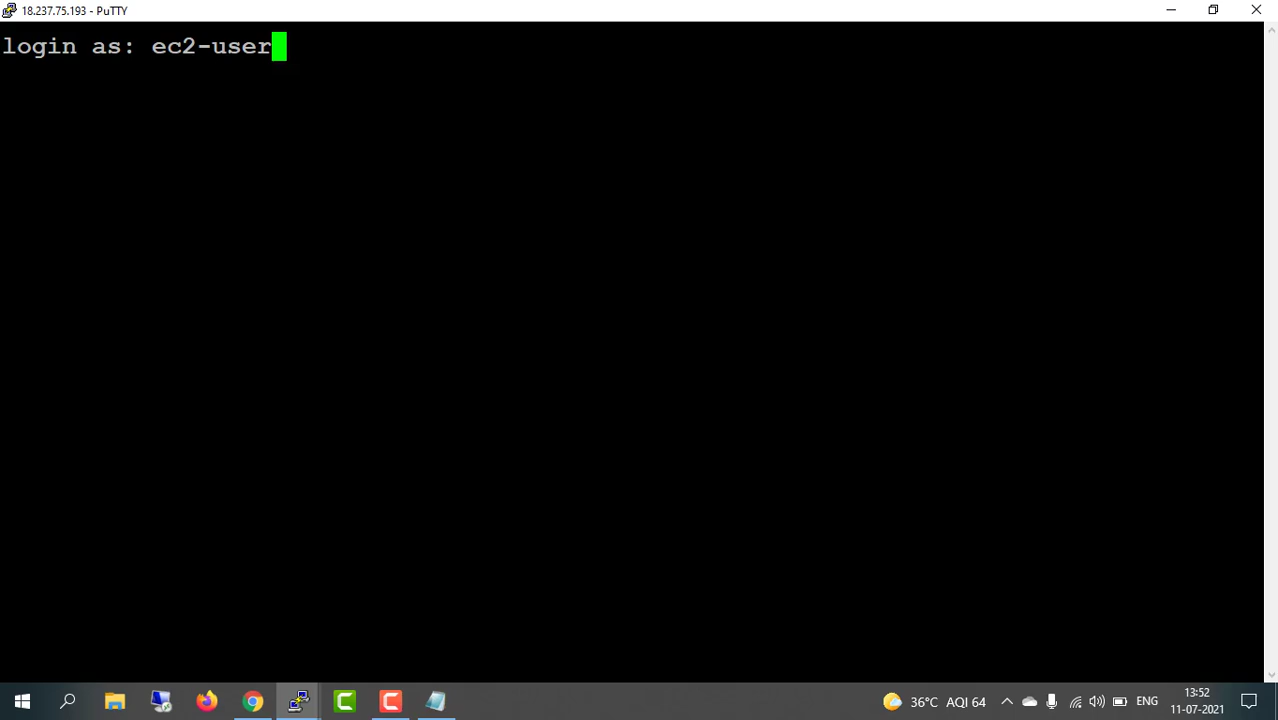 18.237.75.193 - PuTTY
login as: ec2-user
36°C AQI 64
ENG
13:52
11-07-2021